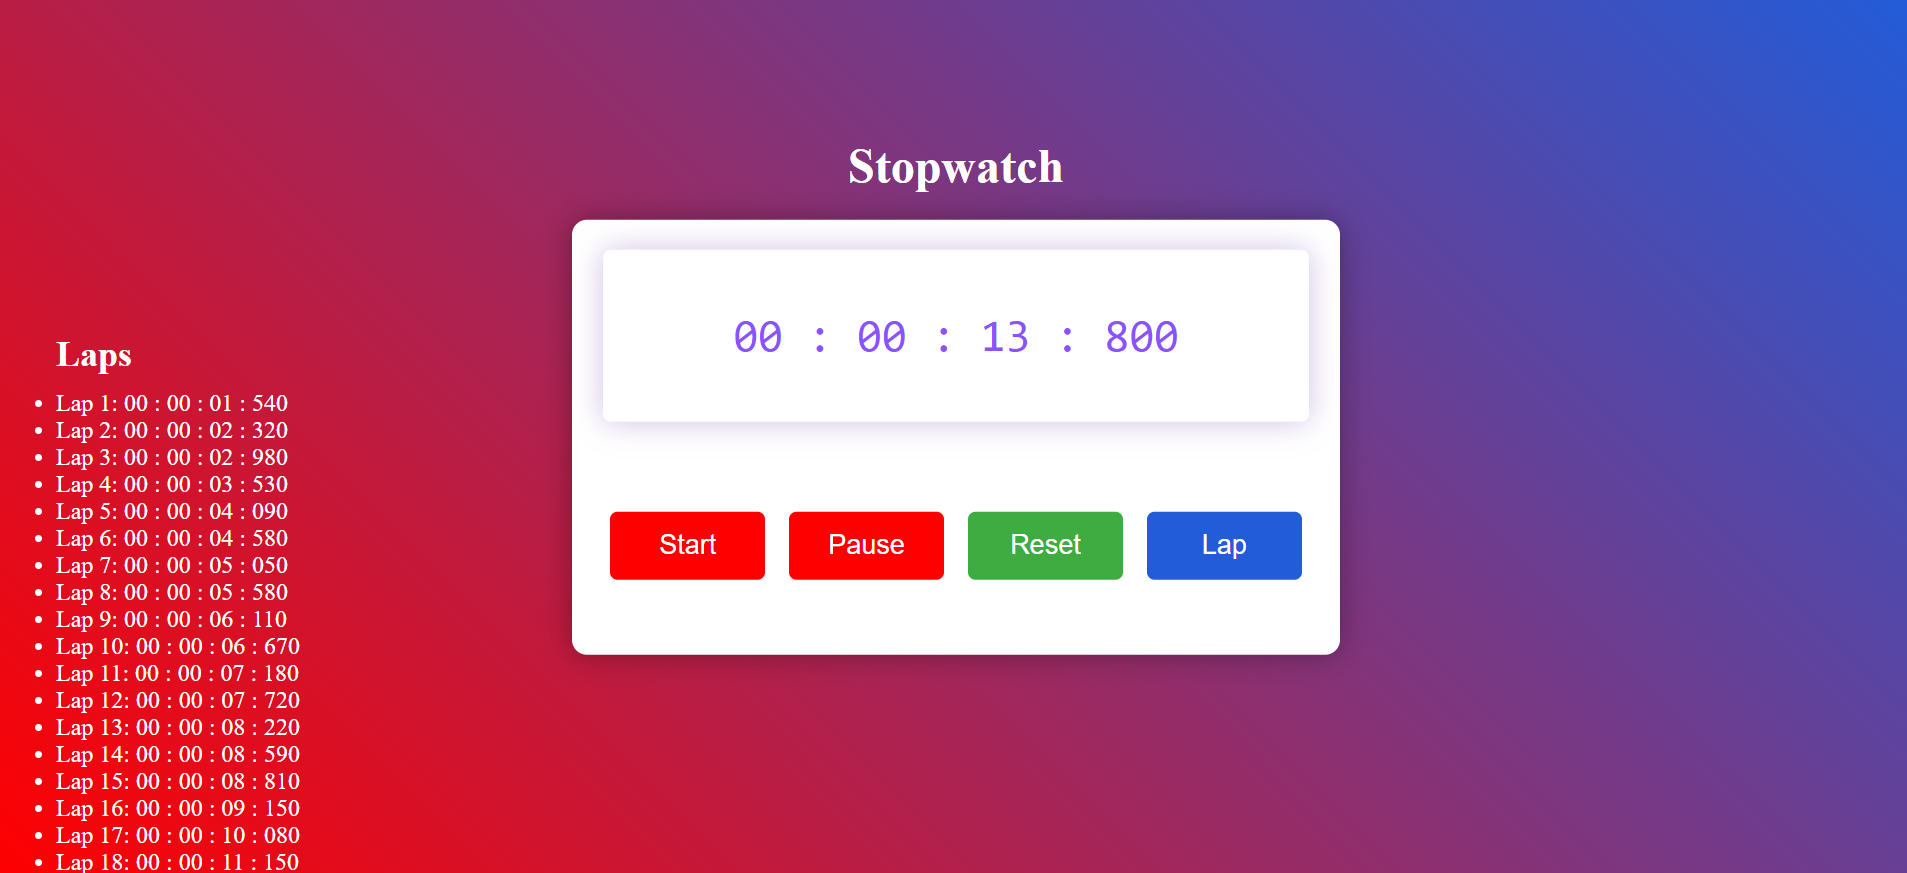 Stopwatch
00 : 00 : 13 : 800
Start Pause Reset Lap
Laps
Lap 1: 00 : 00 : 01 : 540
Lap 2: 00 : 00 : 02 : 320
Lap 3: 00 : 00 : 02 : 980
Lap 4: 00 : 00 : 03 : 530
Lap 5: 00 : 00 : 04 : 090
Lap 6: 00 : 00 : 04 : 580
Lap 7: 00 : 00 : 05 : 050
Lap 8: 00 : 00 : 05 : 580
Lap 9: 00 : 00 : 06 : 110
Lap 10: 00 : 00 : 06 : 670
Lap 11: 00 : 00 : 07 : 180
Lap 12: 00 : 00 : 07 : 720
Lap 13: 00 : 00 : 08 : 220
Lap 14: 00 : 00 : 08 : 590
Lap 15: 00 : 00 : 08 : 810
Lap 16: 00 : 00 : 09 : 150
Lap 17: 00 : 00 : 10 : 080
Lap 18: 00 : 00 : 11 : 150